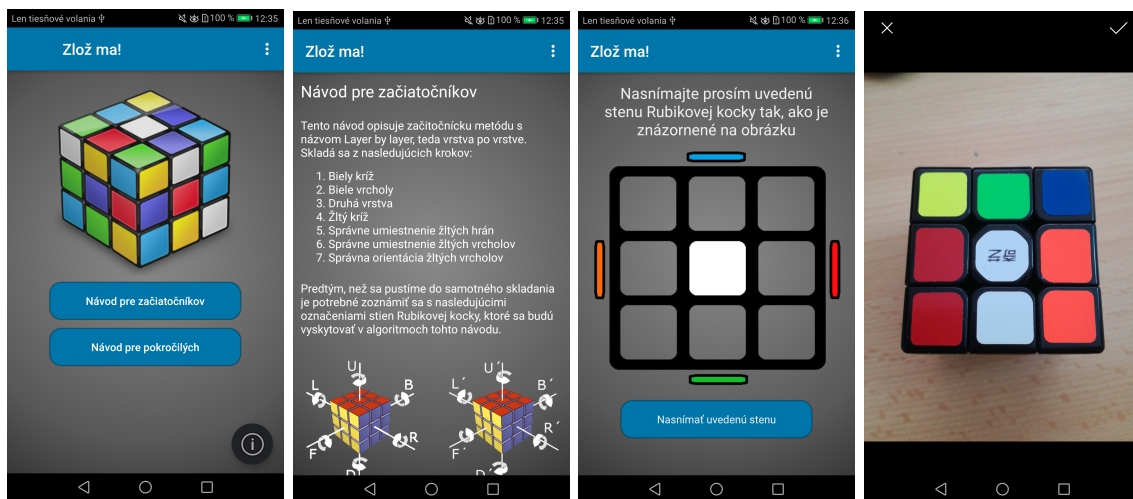 Len tiesňové volania 100 % 12:35
Zlož ma!
Návod pre začiatočníkov
Návod pre pokročilých
Len tiesňové volania 100 % 12:35
Zlož ma!
Návod pre začiatočníkov
Tento návod opisuje začitočnícku metódu s
názvom Layer by layer, teda vrstva po vrstve.
Skladá sa z nasledujúcich krokov:
1. Biely kríž
2. Biele vrcholy
3. Druhá vrstva
4. Žltý kríž
5. Správne umiestnenie žltých hrán
6. Správne umiestnenie žltých vrcholov
7. Správna orientácia žltých vrcholov
Predtým, než sa pustíme do samotného skladania
je potrebné zoznámiť sa s nasledujúcimi
označeniami stien Rubikovej kocky, ktoré sa budú
vyskytovať v algoritmoch tohto návodu.
U
L B
F R
D
U´
L´ B´
F´ R´
D´
Len tiesňové volania 100 % 12:36
Zlož ma!
Nasnímajte prosím uvedenú
stenu Rubikovej kocky tak, ako je
znázornené na obrázku
Nasnímať uvedenú stenu